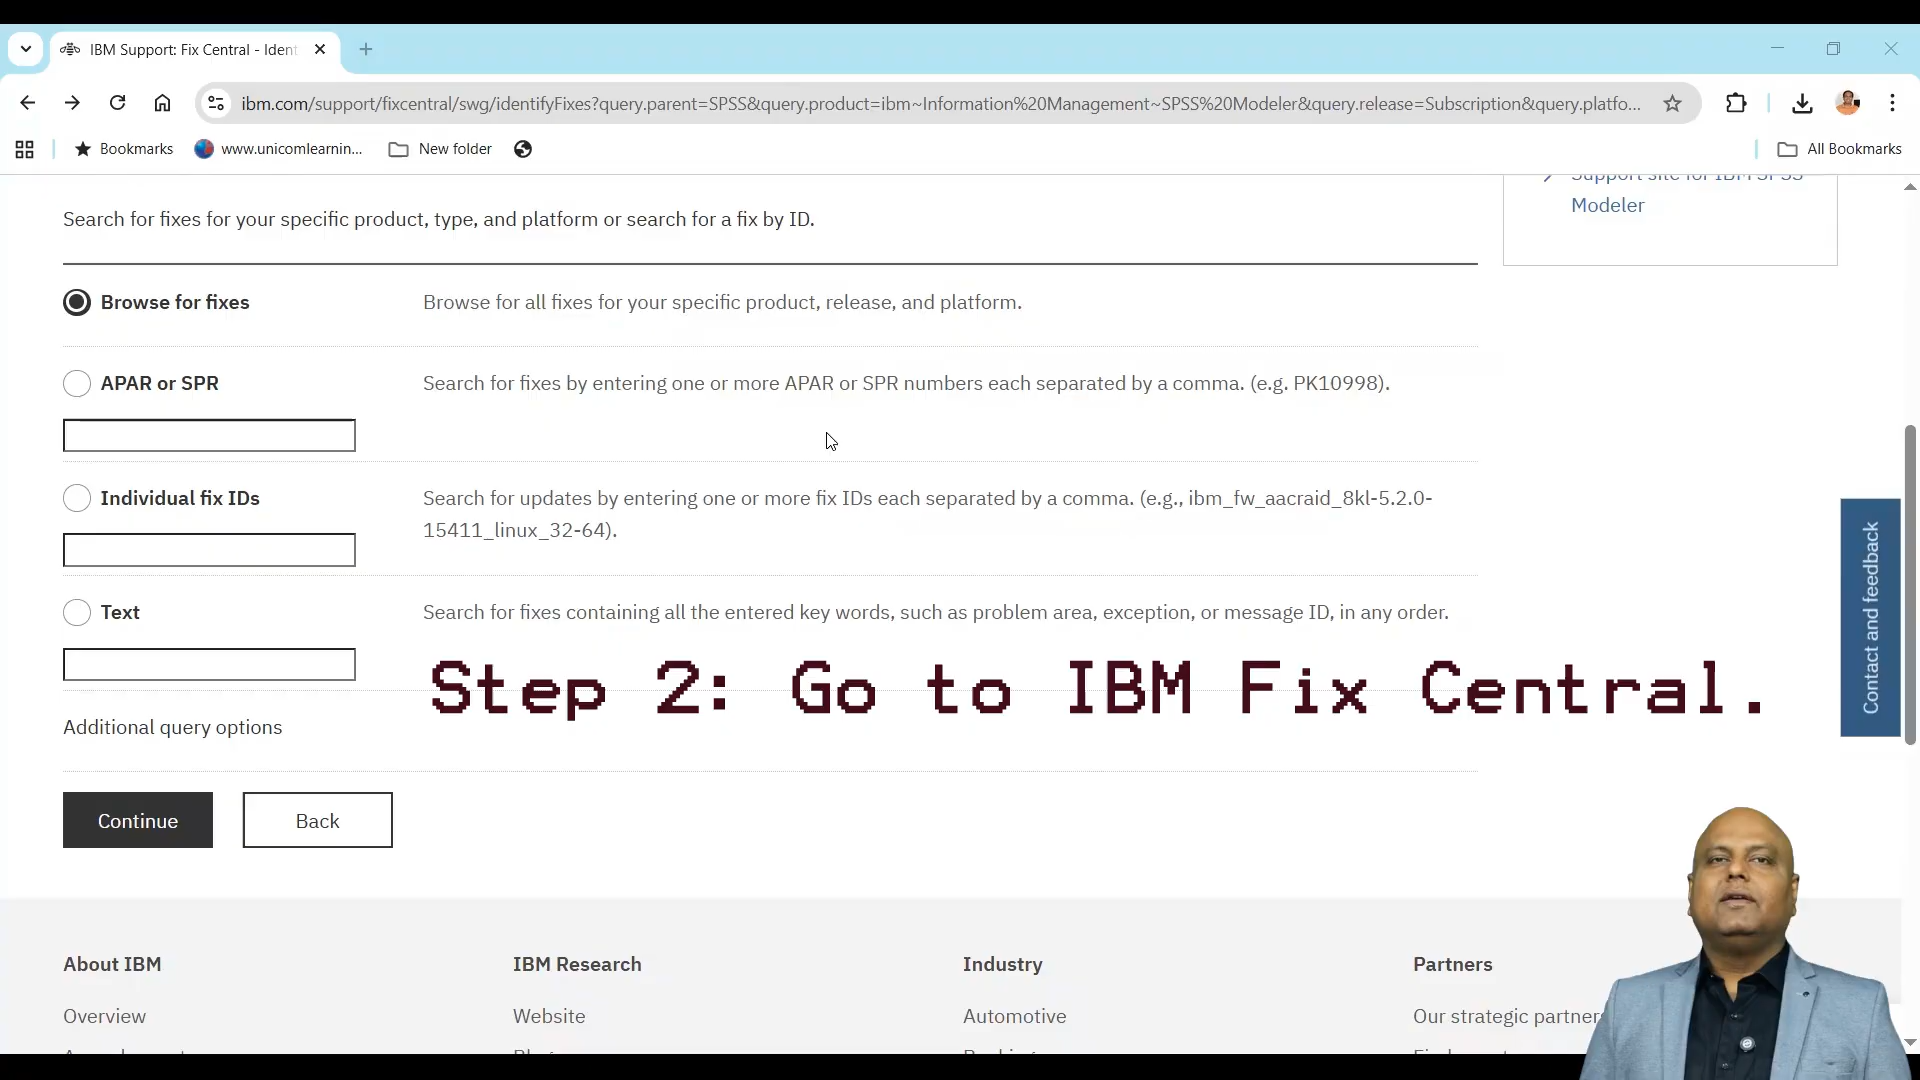 IBM Support: Fix Central - Ident
ibm.com/support/fixcentral/swg/identifyFixes?query.parent=SPSS&query.product=ibm~Information%20Management~SPSS%20Modeler&query.release=Subscription&query.platfo...
Bookmarks
www.unicomlearnin...
New folder
All Bookmarks
Support site for IBM SPSS
Modeler
Search for fixes for your specific product, type, and platform or search for a fix by ID.
Browse for fixes
Browse for all fixes for your specific product, release, and platform.
APAR or SPR
Search for fixes by entering one or more APAR or SPR numbers each separated by a comma. (e.g. PK10998).
Individual fix IDs
Search for updates by entering one or more fix IDs each separated by a comma. (e.g., ibm_fw_aacraid_8kl-5.2.0-
15411_linux_32-64).
Text
Search for fixes containing all the entered key words, such as problem area, exception, or message ID, in any order.
Step 2: Go to IBM Fix Central.
Additional query options
Contact and feedback
Continue
Back
About IBM
IBM Research
Industry
Partners
Overview
Website
Automotive
Our strategic partner